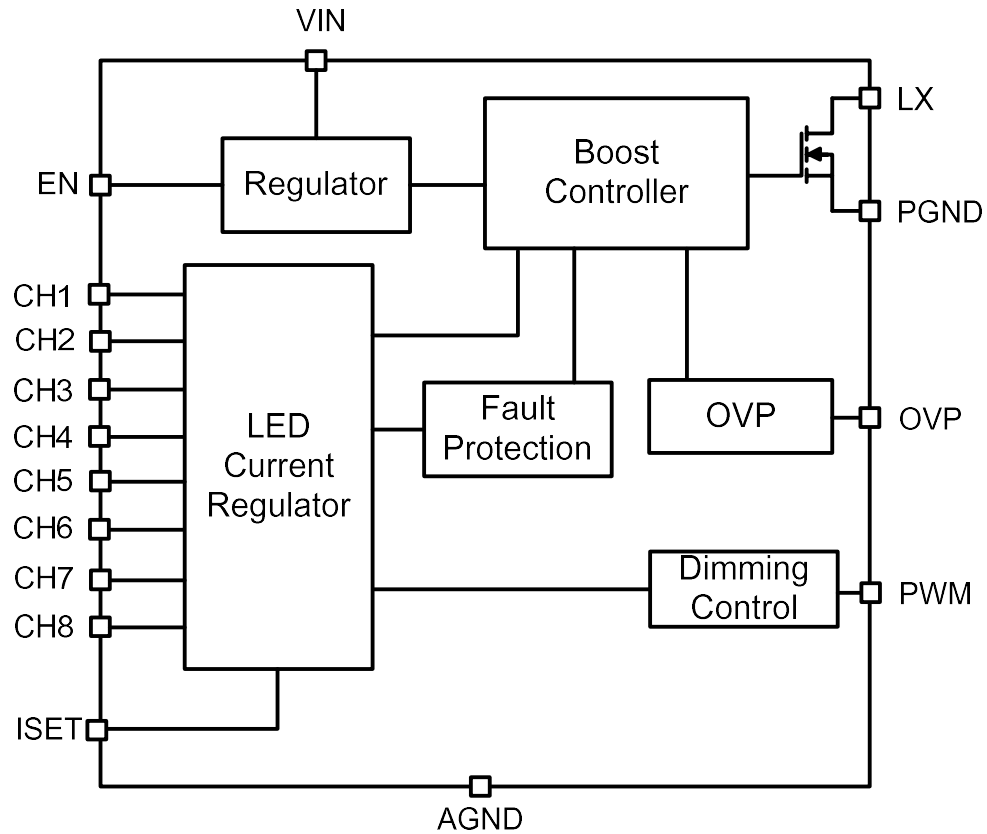 VIN
LX
EN
Regulator
Boost
Controller
PGND
CH1
CH2
CH3
CH4
CH5
CH6
CH7
CH8
LED
Current
Regulator
Fault
Protection
OVP
OVP
Dimming
Control
PWM
ISET
AGND